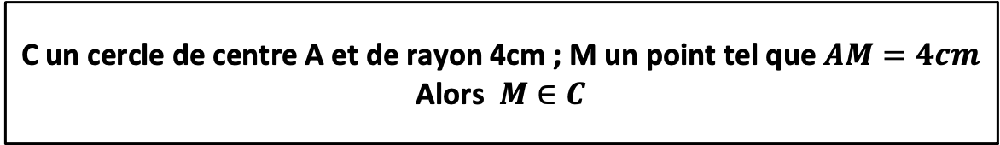 C un cercle de centre A et de rayon 4cm ; M un point tel que AM = 4cm
Alors M ∈ C